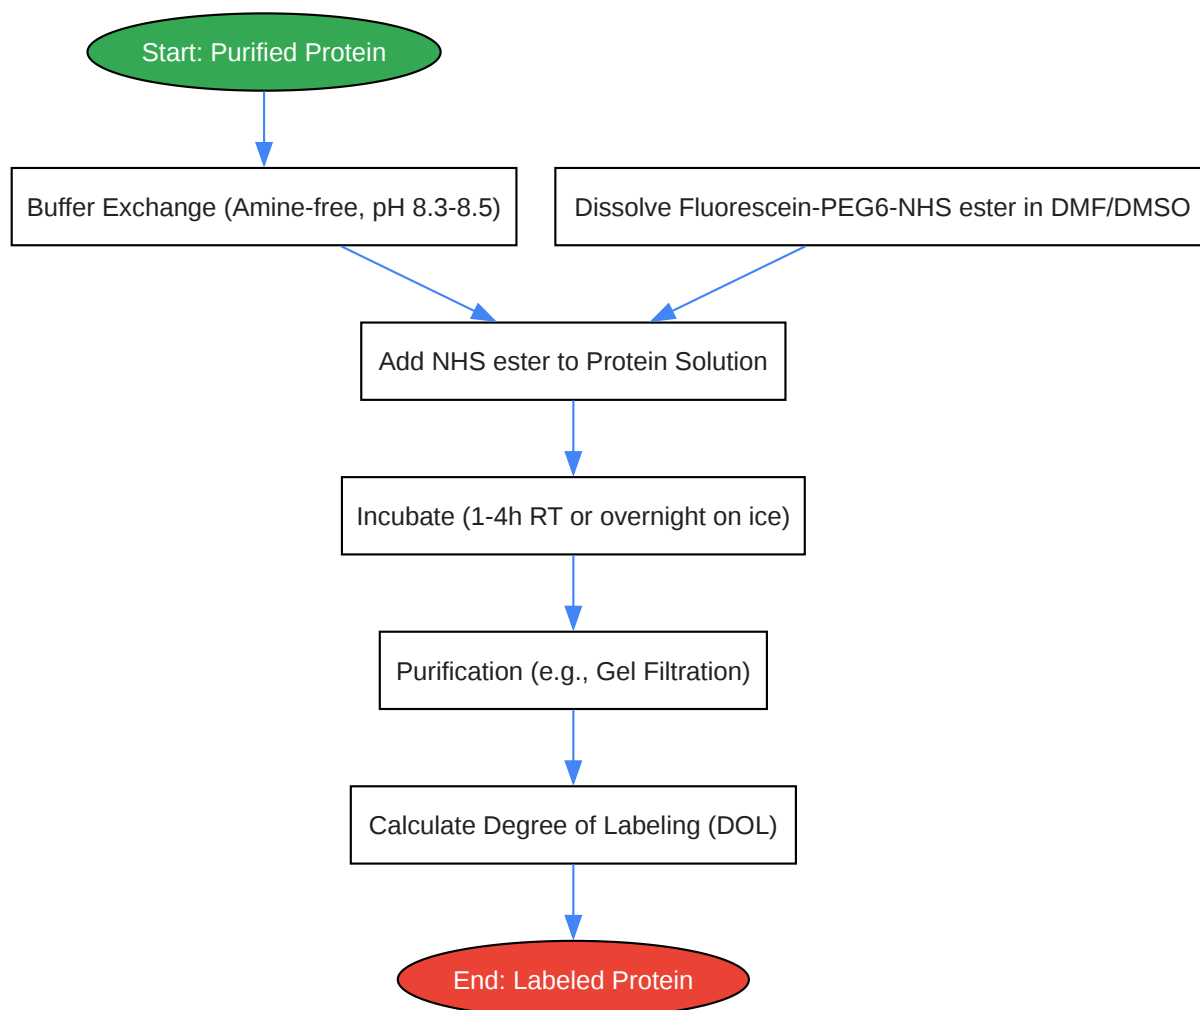 Start: Purified Protein
Buffer Exchange (Amine-free, pH 8.3-8.5)
Dissolve Fluorescein-PEG6-NHS ester in DMF/DMSO
Add NHS ester to Protein Solution
Incubate (1-4h RT or overnight on ice)
Purification (e.g., Gel Filtration)
Calculate Degree of Labeling (DOL)
End: Labeled Protein